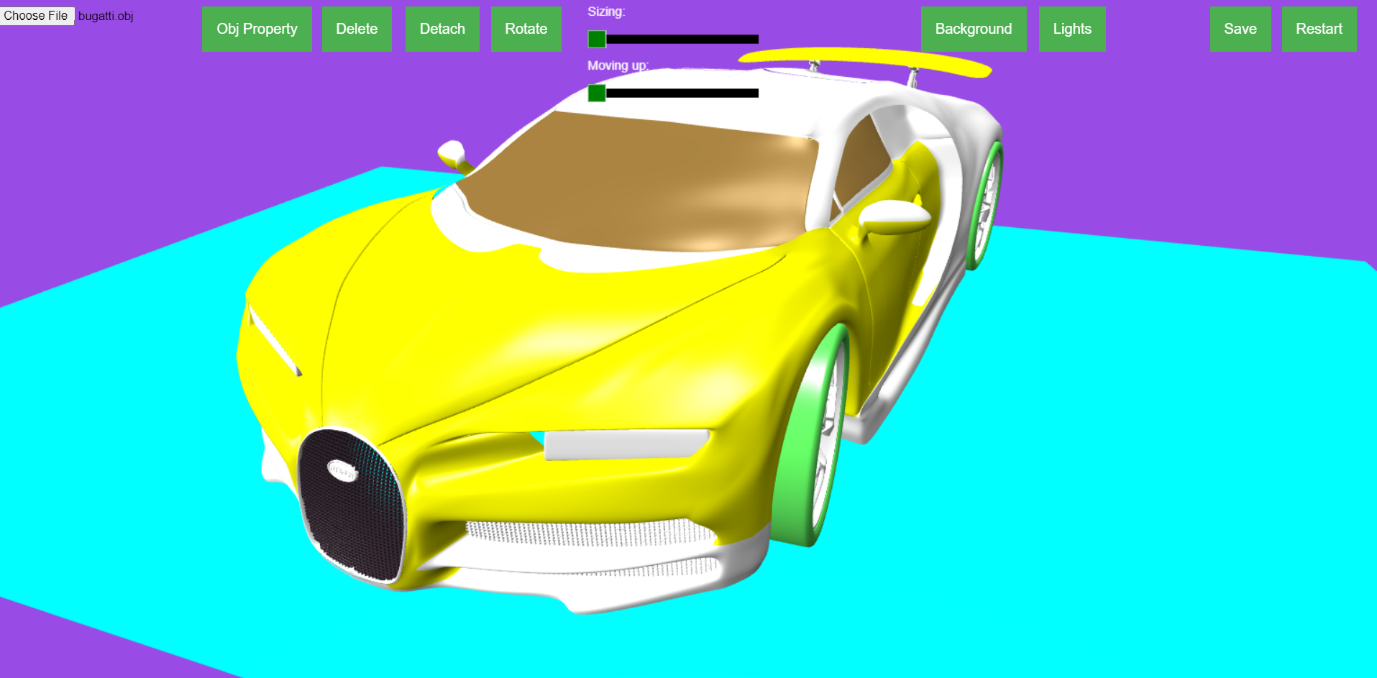 Choose File bugatti.obj
Obj Property
Delete
Detach
Rotate
Sizing:
Moving up:
Background
Lights
Save
Restart